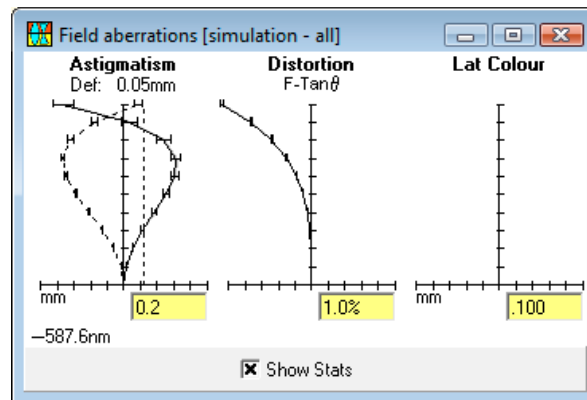 Field aberrations [simulation - all]
Astigmatism
Def: 0.05mm
Distortion
F-Tanθ
Lat Colour
mm
0.2
1.0%
mm
.100
—587.6nm
Show Stats